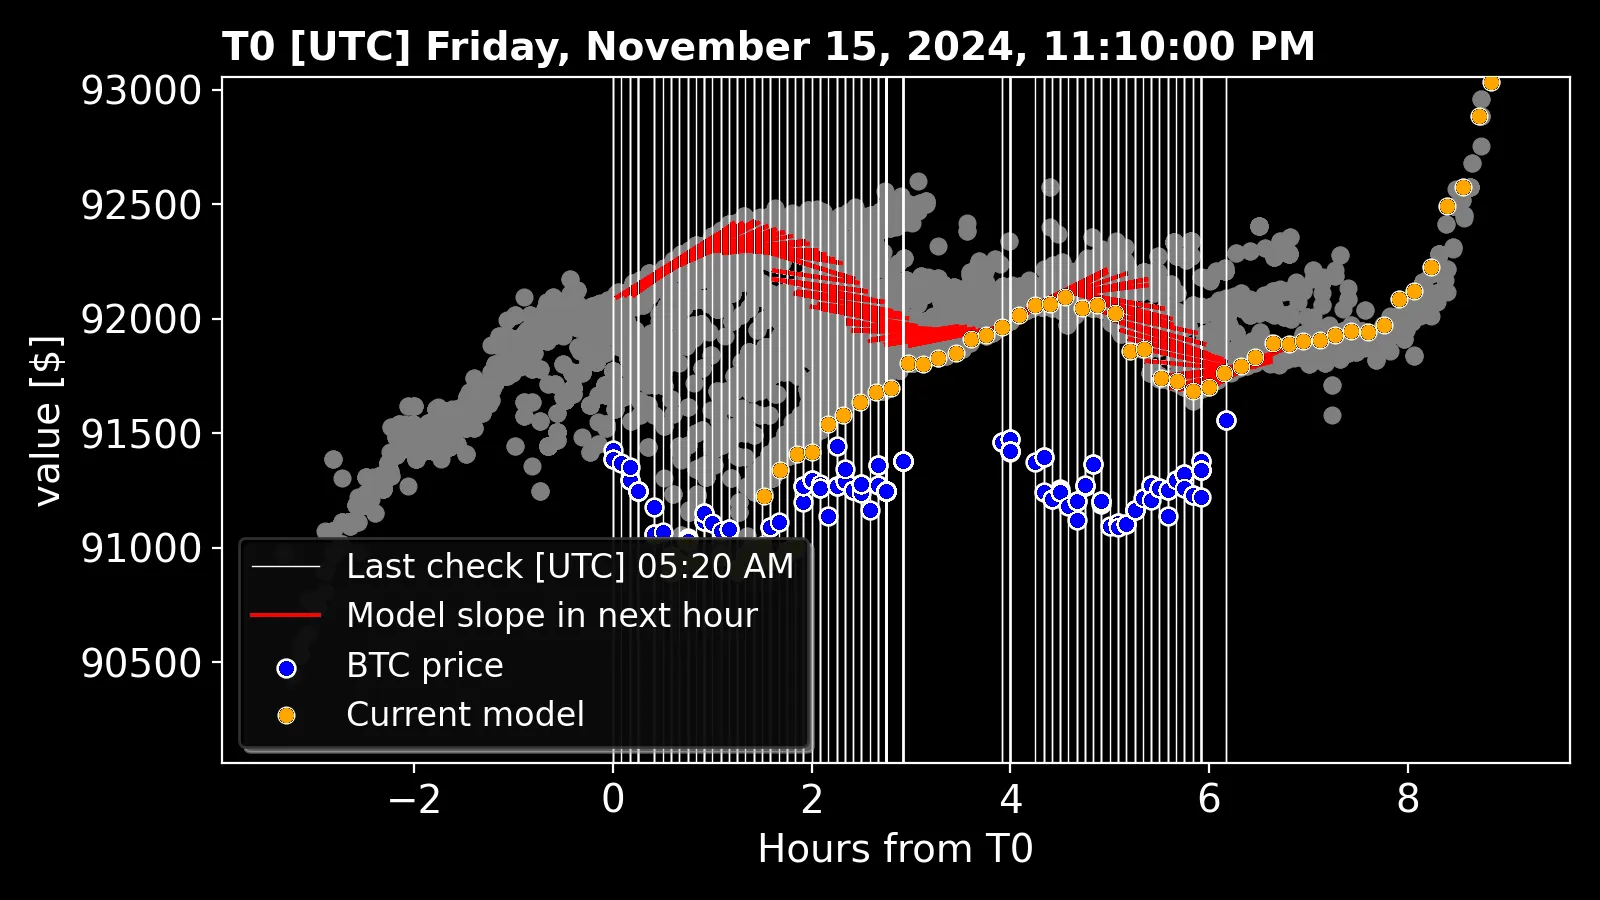 T0 [UTC] Friday, November 15, 2024, 11:10:00 PM
93000
92500
92000
91500
91000
90500
value [$]
Last check [UTC] 05:20 AM
Model slope in next hour
BTC price
Current model
−2 0 2 4 6 8
Hours from T0